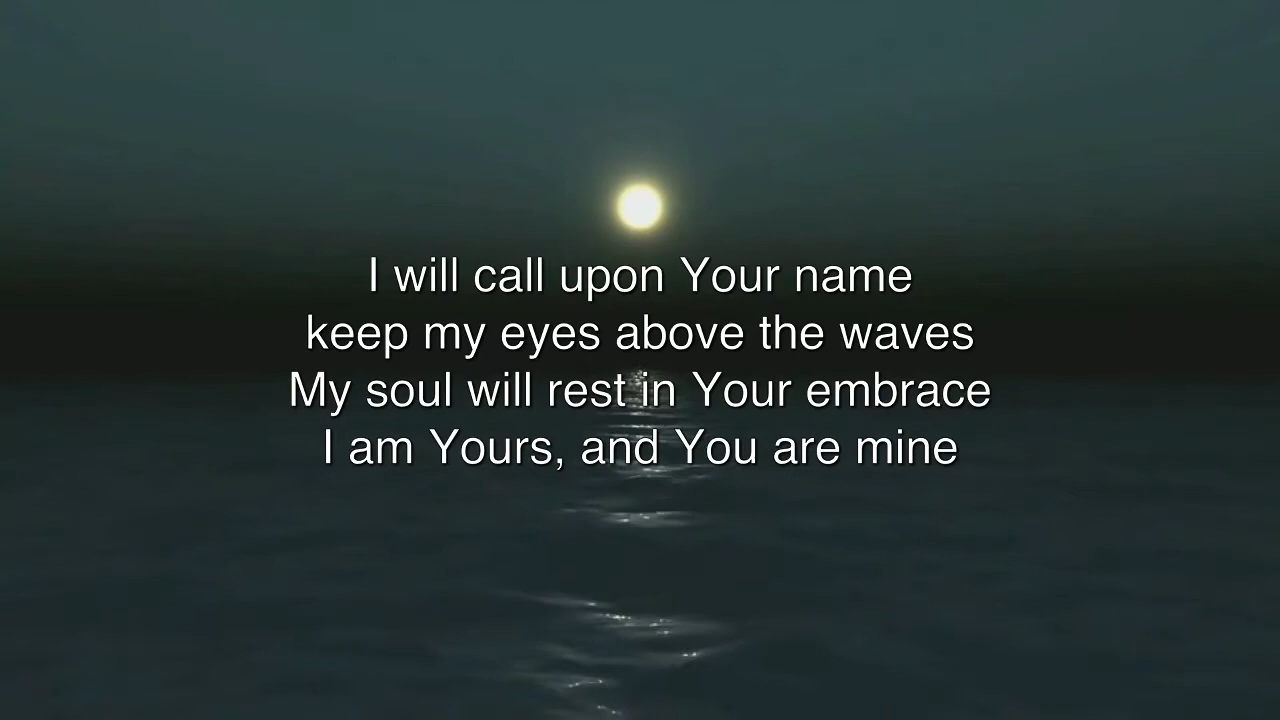 I will call upon Your name
keep my eyes above the waves
My soul will rest in Your embrace
I am Yours, and You are mine